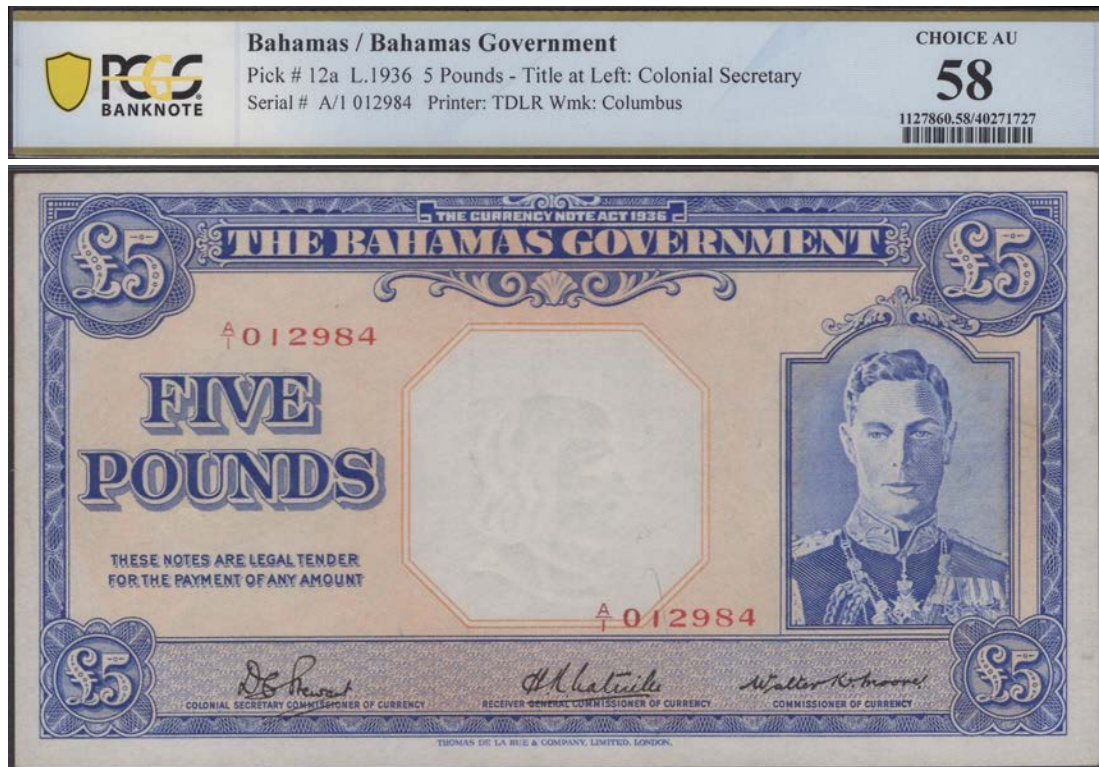 PCGS
BANKNOTE
Bahamas / Bahamas Government
Pick # 12a L.1936 5 Pounds - Title at Left: Colonial Secretary
Serial # A/1 012984 Printer: TDLR Wmk: Columbus
CHOICE AU
58
1127860.58/40271727
THE CURRENCY NOTE ACT 1936
£5 THE BAHAMAS GOVERNMENT £5
A/1 012984
FIVE
POUNDS
THESE NOTES ARE LEGAL TENDER
FOR THE PAYMENT OF ANY AMOUNT
A/1 012984
£5 £5
Walter K. Moore
COLONIAL SECRETARY COMMISSIONER OF CURRENCY
RECEIVER GENERAL COMMISSIONER OF CURRENCY
COMMISSIONER OF CURRENCY
THOMAS DE LA RUE & COMPANY, LIMITED, LONDON.